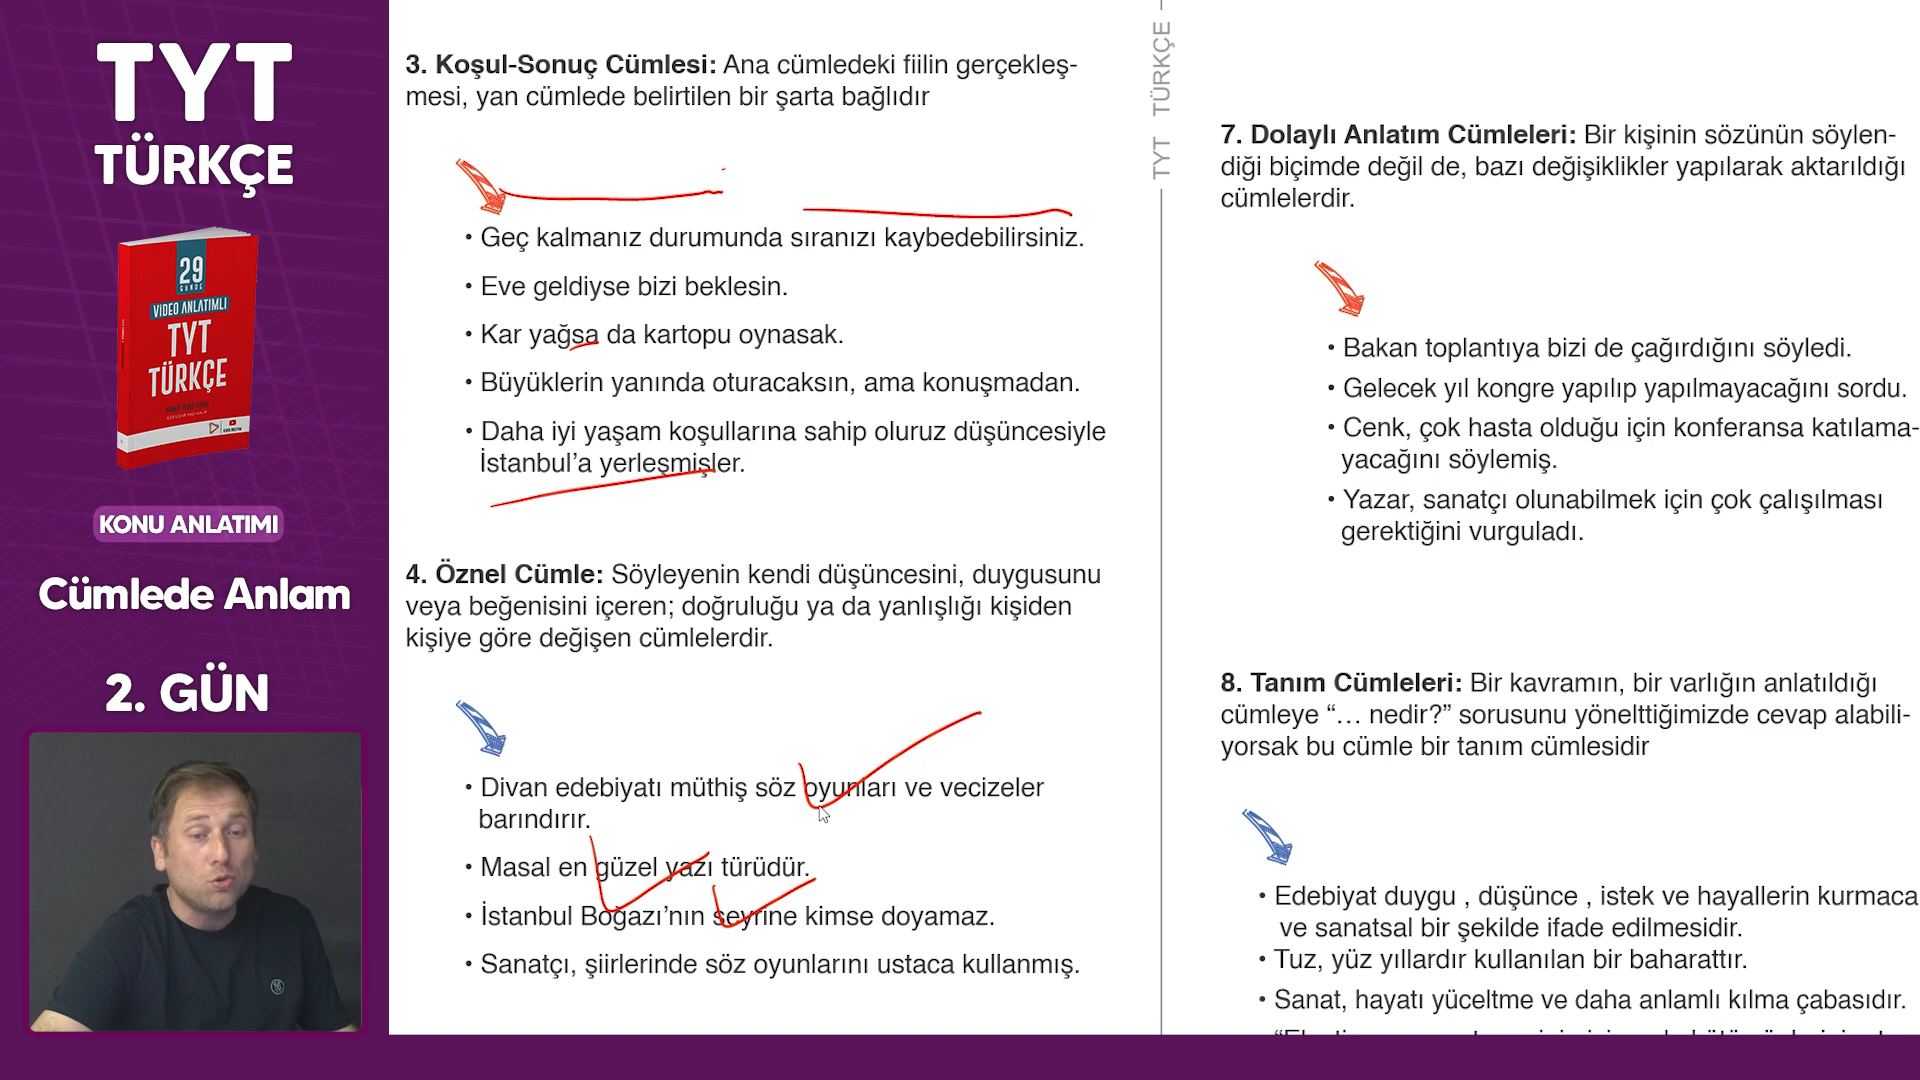 TYT
TÜRKÇE
29
GÜNDE
VİDEO ANLATIMLI
TYT
TÜRKÇE
KONU ANLATIMI
Cümlede Anlam
2. GÜN
3. Koşul-Sonuç Cümlesi: Ana cümledeki fiilin gerçekleş-
mesi, yan cümlede belirtilen bir şarta bağlıdır
• Geç kalmanız durumunda sıranızı kaybedebilirsiniz.
• Eve geldiyse bizi beklesin.
• Kar yağsa da kartopu oynasak.
• Büyüklerin yanında oturacaksın, ama konuşmadan.
• Daha iyi yaşam koşullarına sahip oluruz düşüncesiyle
İstanbul’a yerleşmişler.
4. Öznel Cümle: Söyleyenin kendi düşüncesini, duygusunu
veya beğenisini içeren; doğruluğu ya da yanlışlığı kişiden
kişiye göre değişen cümlelerdir.
• Divan edebiyatı müthiş söz oyunları ve vecizeler
barındırır.
• Masal en güzel yazı türüdür.
• İstanbul Boğazı’nın seyrine kimse doyamaz.
• Sanatçı, şiirlerinde söz oyunlarını ustaca kullanmış.
TYT TÜRKÇE
7. Dolaylı Anlatım Cümleleri: Bir kişinin sözünün söylen-
diği biçimde değil de, bazı değişiklikler yapılarak aktarıldığı
cümlelerdir.
• Bakan toplantıya bizi de çağırdığını söyledi.
• Gelecek yıl kongre yapılıp yapılmayacağını sordu.
• Cenk, çok hasta olduğu için konferansa katılama-
yacağını söylemiş.
• Yazar, sanatçı olunabilmek için çok çalışılması
gerektiğini vurguladı.
8. Tanım Cümleleri: Bir kavramın, bir varlığın anlatıldığı
cümleye “… nedir?” sorusunu yönelttiğimizde cevap alabili-
yorsak bu cümle bir tanım cümlesidir
• Edebiyat duygu , düşünce , istek ve hayallerin kurmaca
ve sanatsal bir şekilde ifade edilmesidir.
• Tuz, yüz yıllardır kullanılan bir baharattır.
• Sanat, hayatı yüceltme ve daha anlamlı kılma çabasıdır.